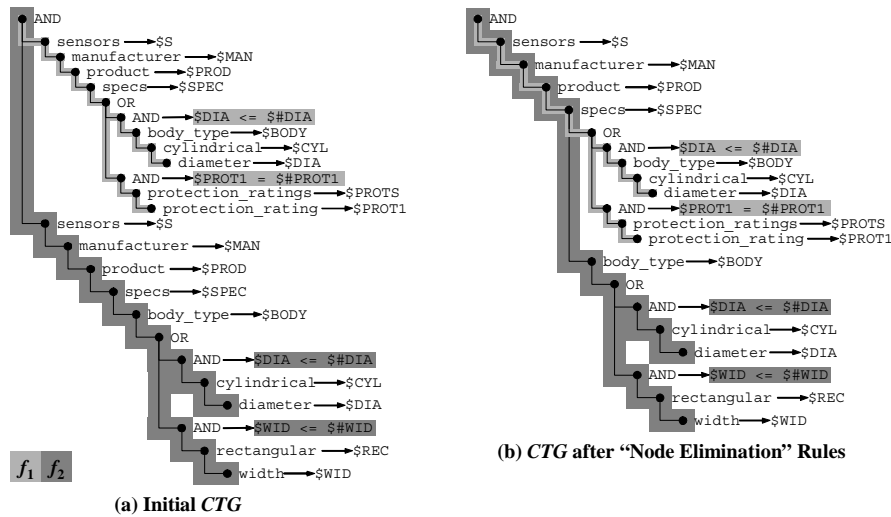 AND
sensors $S
manufacturer $MAN
product $PROD
specs $SPEC
OR
AND $DIA <= $#DIA
body_type $BODY
cylindrical $CYL
diameter $DIA
AND $PROT1 = $#PROT1
protection_ratings $PROTS
protection_rating $PROT1
sensors $S
manufacturer $MAN
product $PROD
specs $SPEC
body_type $BODY
OR
AND $DIA <= $#DIA
cylindrical $CYL
diameter $DIA
AND $WID <= $#WID
rectangular $REC
width $WID
f1 f2
(a) Initial CTG
AND
sensors $S
manufacturer $MAN
product $PROD
specs $SPEC
OR
AND $DIA <= $#DIA
body_type $BODY
cylindrical $CYL
diameter $DIA
AND $PROT1 = $#PROT1
protection_ratings $PROTS
protection_rating $PROT1
body_type $BODY
OR
AND $DIA <= $#DIA
cylindrical $CYL
diameter $DIA
AND $WID <= $#WID
rectangular $REC
width $WID
(b) CTG after “Node Elimination” Rules